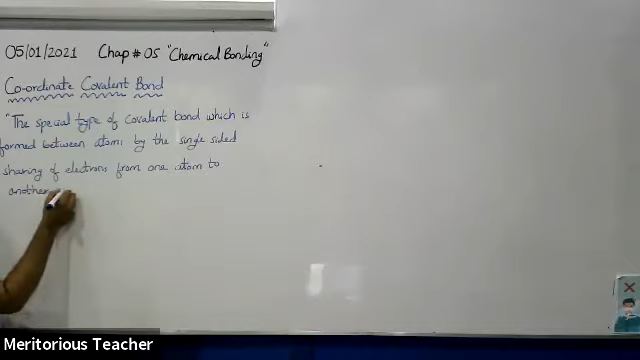 05/01/2021 Chap # 05 "Chemical Bonding"
Co-ordinate Covalent Bond
"The special type of covalent bond which is
formed between atoms by the single sided
sharing of electrons from one atom to
another
Meritorious Teacher